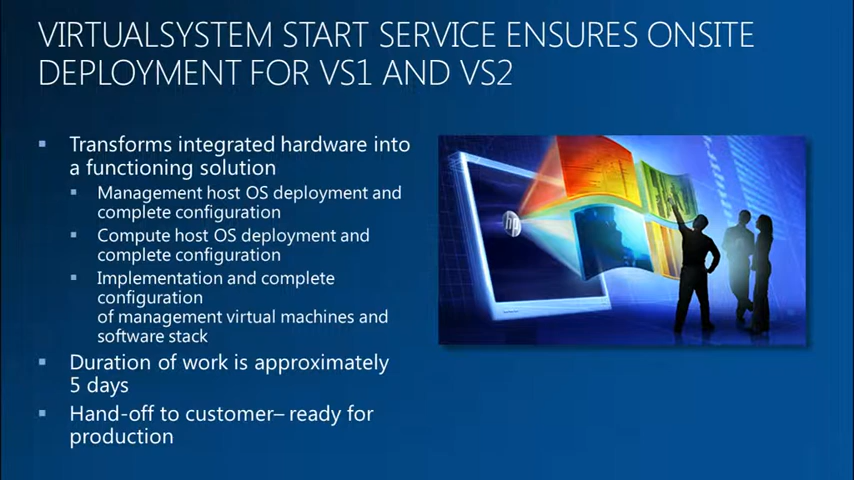 VIRTUALSYSTEM START SERVICE ENSURES ONSITE
DEPLOYMENT FOR VS1 AND VS2
Transforms integrated hardware into
a functioning solution
Management host OS deployment and
complete configuration
Compute host OS deployment and
complete configuration
Implementation and complete
configuration
of management virtual machines and
software stack
Duration of work is approximately
5 days
Hand-off to customer– ready for
production
hp